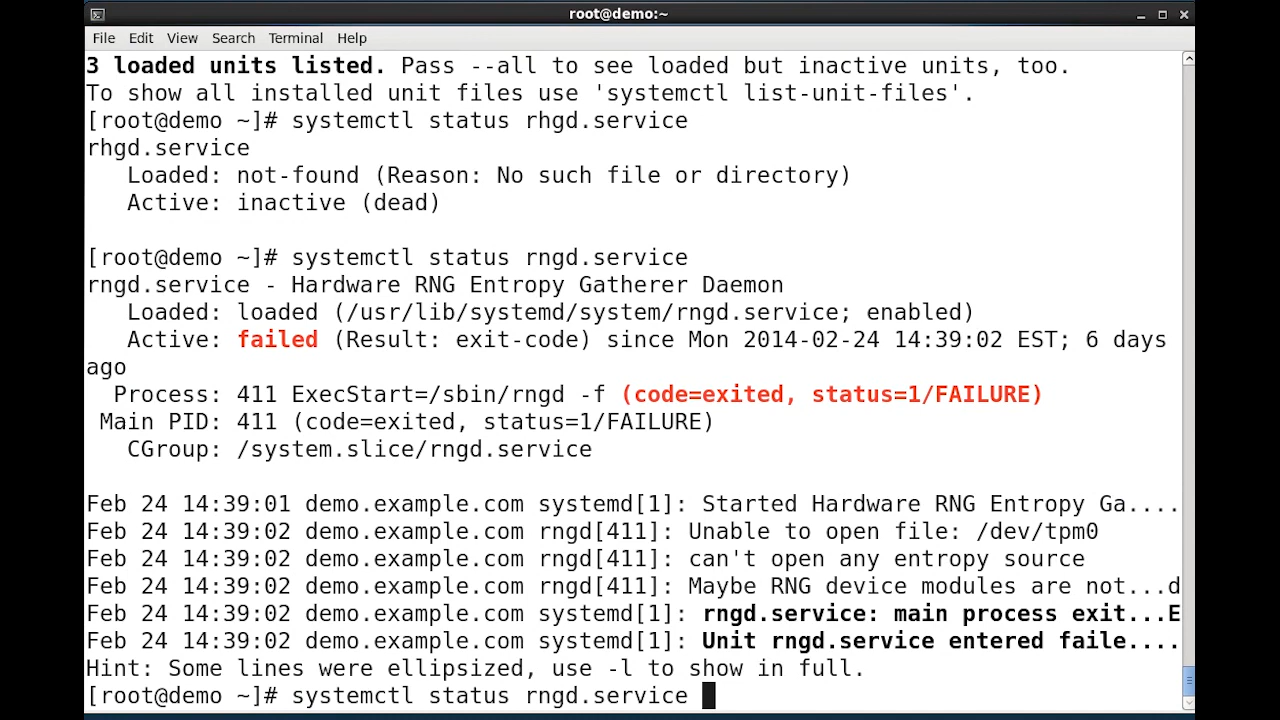 root@demo:~
File Edit View Search Terminal Help
3 loaded units listed. Pass --all to see loaded but inactive units, too.
To show all installed unit files use 'systemctl list-unit-files'.
[root@demo ~]# systemctl status rhgd.service
rhgd.service
   Loaded: not-found (Reason: No such file or directory)
   Active: inactive (dead)

[root@demo ~]# systemctl status rngd.service
rngd.service - Hardware RNG Entropy Gatherer Daemon
   Loaded: loaded (/usr/lib/systemd/system/rngd.service; enabled)
   Active: failed (Result: exit-code) since Mon 2014-02-24 14:39:02 EST; 6 days
ago
  Process: 411 ExecStart=/sbin/rngd -f (code=exited, status=1/FAILURE)
 Main PID: 411 (code=exited, status=1/FAILURE)
   CGroup: /system.slice/rngd.service

Feb 24 14:39:01 demo.example.com systemd[1]: Started Hardware RNG Entropy Ga....
Feb 24 14:39:02 demo.example.com rngd[411]: Unable to open file: /dev/tpm0
Feb 24 14:39:02 demo.example.com rngd[411]: can't open any entropy source
Feb 24 14:39:02 demo.example.com rngd[411]: Maybe RNG device modules are not...d
Feb 24 14:39:02 demo.example.com systemd[1]: rngd.service: main process exit...E
Feb 24 14:39:02 demo.example.com systemd[1]: Unit rngd.service entered faile....
Hint: Some lines were ellipsized, use -l to show in full.
[root@demo ~]# systemctl status rngd.service